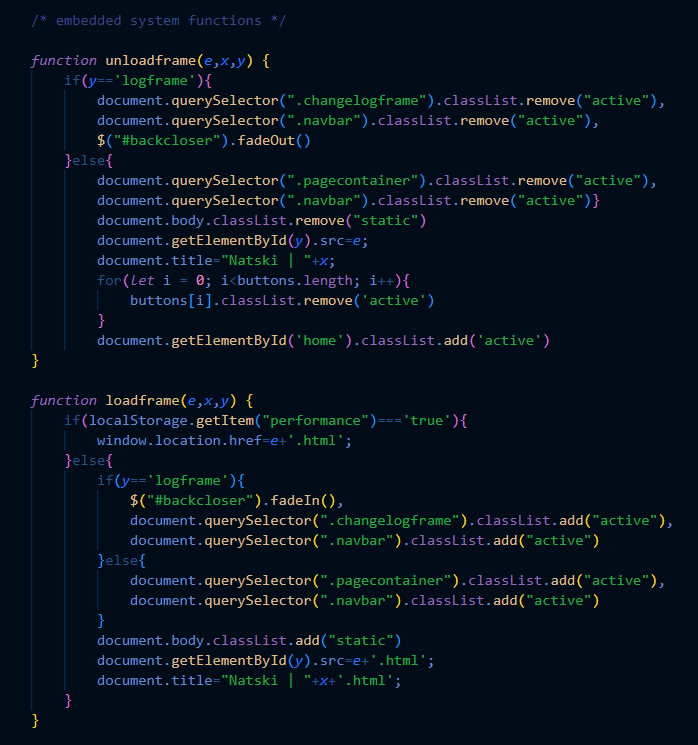 /* embedded system functions */
function unloadframe(e,x,y) {
if(y=='logframe'){
document.querySelector(".changelogframe").classList.remove("active"),
document.querySelector(".navbar").classList.remove("active"),
$("#backcloser").fadeOut()
}else{
document.querySelector(".pagecontainer").classList.remove("active"),
document.querySelector(".navbar").classList.remove("active")}
document.body.classList.remove("static")
document.getElementById(y).src=e;
document.title="Natski | "+x;
for(let i = 0; i<buttons.length; i++){
buttons[i].classList.remove('active')
}
document.getElementById('home').classList.add('active')
}
function loadframe(e,x,y) {
if(localStorage.getItem("performance")==='true'){
window.location.href=e+'.html';
}else{
if(y=='logframe'){
$("#backcloser").fadeIn(),
document.querySelector(".changelogframe").classList.add("active"),
document.querySelector(".navbar").classList.add("active")
}else{
document.querySelector(".pagecontainer").classList.add("active"),
document.querySelector(".navbar").classList.add("active")
}
document.body.classList.add("static")
document.getElementById(y).src=e+'.html';
document.title="Natski | "+x+'.html';
}
}